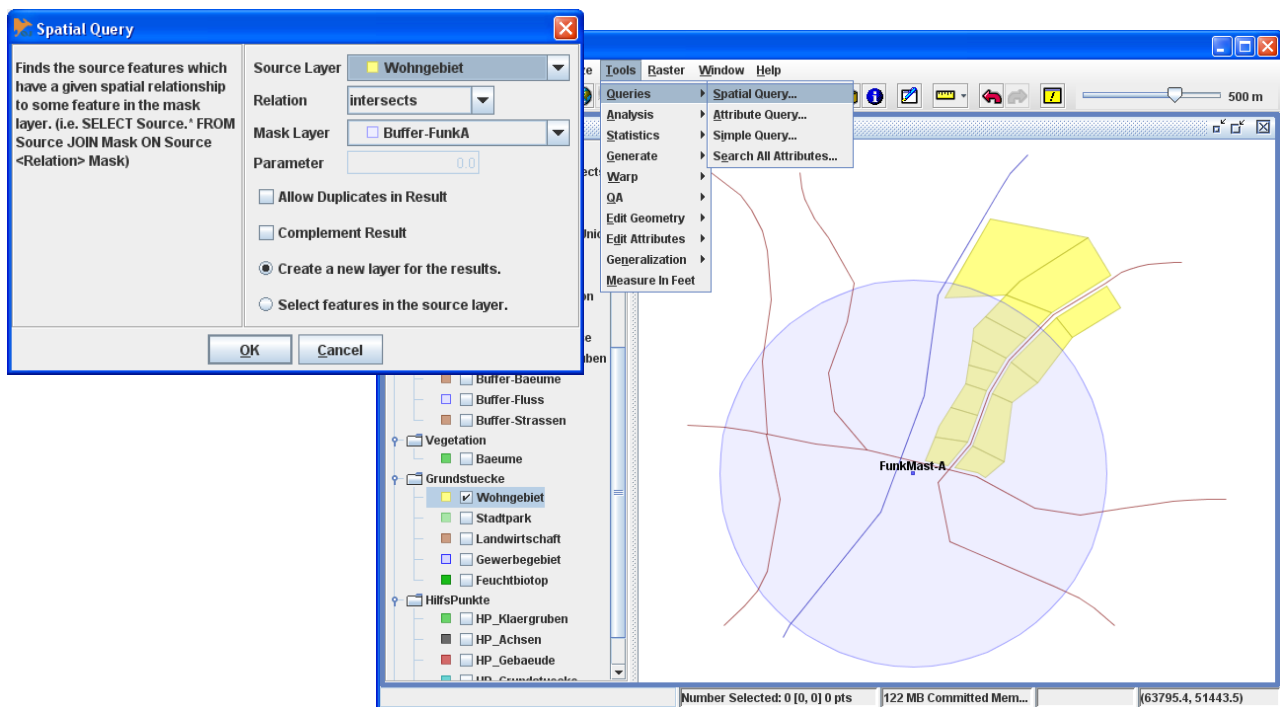 Spatial Query
Finds the source features which
have a given spatial relationship
to some feature in the mask
layer. (i.e. SELECT Source.* FROM
Source JOIN Mask ON Source
<Relation> Mask)
Source Layer
Wohngebiet
Relation
intersects
Mask Layer
Buffer-FunkA
Parameter
0.0
Allow Duplicates in Result
Complement Result
Create a new layer for the results.
Select features in the source layer.
OK
Cancel
Tools Raster Window Help
500 m
Queries
Analysis
Statistics
Generate
Warp
QA
Edit Geometry
Edit Attributes
Generalization
Measure In Feet
Spatial Query...
Attribute Query...
Simple Query...
Search All Attributes...
Buffer-Baeume
Buffer-Fluss
Buffer-Strassen
Vegetation
Baeume
Grundstuecke
Wohngebiet
Stadtpark
Landwirtschaft
Gewerbegebiet
Feuchtbiotop
HilfsPunkte
HP_Klaergruben
HP_Achsen
HP_Gebaeude
FunkMast-A
Number Selected: 0 [0, 0] 0 pts
122 MB Committed Mem...
(63795.4, 51443.5)